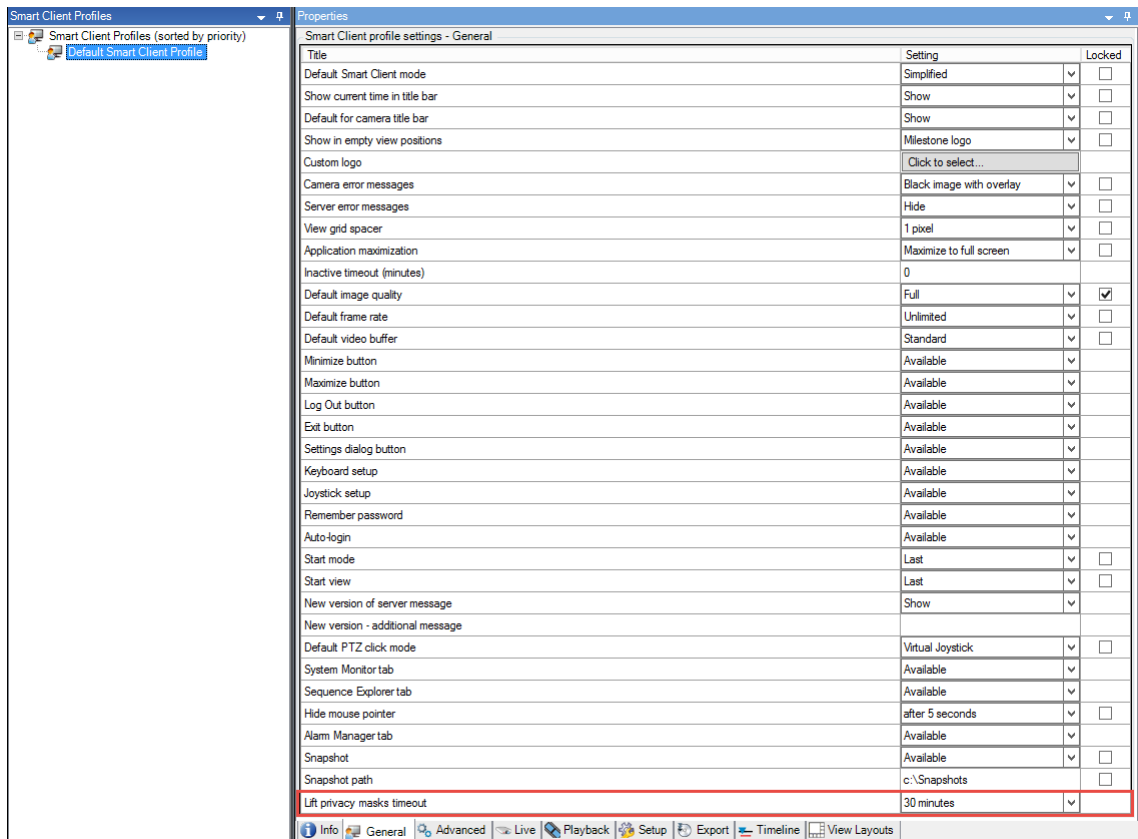 Smart Client Profiles
Smart Client Profiles (sorted by priority)
Default Smart Client Profile
Properties
Smart Client profile settings - General
Title Setting Locked
Default Smart Client mode Simplified
Show current time in title bar Show
Default for camera title bar Show
Show in empty view positions Milestone logo
Custom logo Click to select...
Camera error messages Black image with overlay
Server error messages Hide
View grid spacer 1 pixel
Application maximization Maximize to full screen
Inactive timeout (minutes) 0
Default image quality Full
Default frame rate Unlimited
Default video buffer Standard
Minimize button Available
Maximize button Available
Log Out button Available
Exit button Available
Settings dialog button Available
Keyboard setup Available
Joystick setup Available
Remember password Available
Auto-login Available
Start mode Last
Start view Last
New version of server message Show
New version - additional message
Default PTZ click mode Virtual Joystick
System Monitor tab Available
Sequence Explorer tab Available
Hide mouse pointer after 5 seconds
Alarm Manager tab Available
Snapshot Available
Snapshot path c:\Snapshots
Lift privacy masks timeout 30 minutes
Info General Advanced Live Playback Setup Export Timeline View Layouts